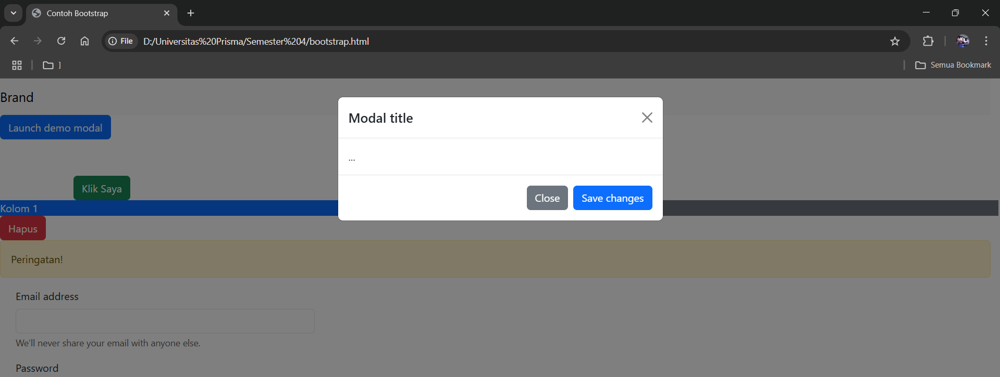 Contoh Bootstrap
File
D:/Universitas%20Prisma/Semester%204/bootstrap.html
]
Semua Bookmark
Brand
Launch demo modal
Modal title
...
Close
Save changes
Klik Saya
Kolom 1
Hapus
Peringatan!
Email address
We'll never share your email with anyone else.
Password